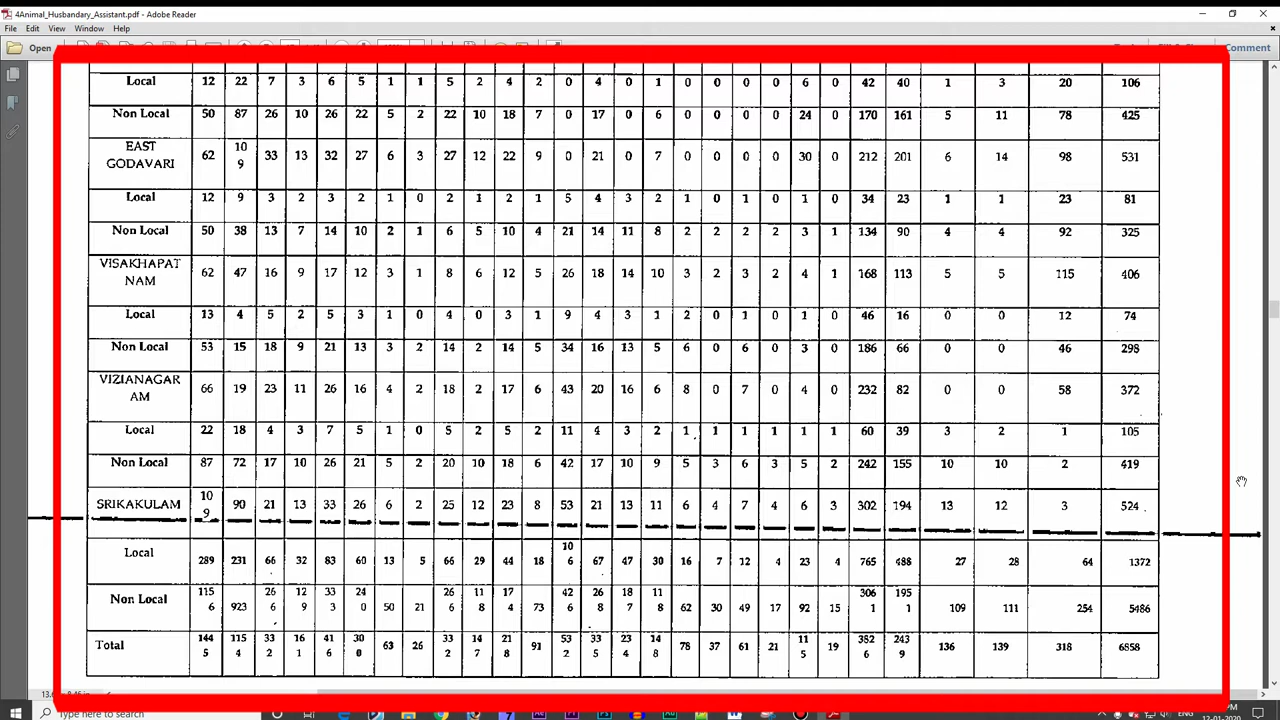 4Animal_Husbandary_Assistant.pdf - Adobe Reader
File Edit View Window Help
Open Comment
Local 12 22 7 3 6 5 1 1 5 2 4 2 0 4 0 1 0 0 0 0 6 0 42 40 1 3 20 106
Non Local 50 87 26 10 26 22 5 2 22 10 18 7 0 17 0 6 0 0 0 0 24 0 170 161 5 11 78 425
EAST GODAVARI 62 109 33 13 32 27 6 3 27 12 22 9 0 21 0 7 0 0 0 0 30 0 212 201 6 14 98 531
Local 12 9 3 2 3 2 1 0 2 1 2 1 5 4 3 2 1 0 1 0 1 0 34 23 1 1 23 81
Non Local 50 38 13 7 14 10 2 1 6 5 10 4 21 14 11 8 2 2 2 2 3 1 134 90 4 4 92 325
VISAKHAPATNAM 62 47 16 9 17 12 3 1 8 6 12 5 26 18 14 10 3 2 3 2 4 1 168 113 5 5 115 406
Local 13 4 5 2 5 3 1 0 4 0 3 1 9 4 3 1 2 0 1 0 1 0 46 16 0 0 12 74
Non Local 53 15 18 9 21 13 3 2 14 2 14 5 34 16 13 5 6 0 6 0 3 0 186 66 0 0 46 298
VIZIANAGARAM 66 19 23 11 26 16 4 2 18 2 17 6 43 20 16 6 8 0 7 0 4 0 232 82 0 0 58 372
Local 22 18 4 3 7 5 1 0 5 2 5 2 11 4 3 2 1 1 1 1 1 1 60 39 3 2 1 105
Non Local 87 72 17 10 26 21 5 2 20 10 18 6 42 17 10 9 5 3 6 3 5 2 242 155 10 10 2 419
SRIKAKULAM 109 90 21 13 33 26 6 2 25 12 23 8 53 21 13 11 6 4 7 4 6 3 302 194 13 12 3 524
Local 289 231 66 32 83 60 13 5 66 29 44 18 106 67 47 30 16 7 12 4 23 4 765 488 27 28 64 1372
Non Local 1156 923 266 129 333 240 50 21 266 118 174 73 426 268 187 118 62 30 49 17 92 15 3061 1951 109 111 254 5486
Total 1445 1154 332 161 416 300 63 26 332 147 218 91 532 335 234 148 78 37 61 21 115 19 3826 2439 136 139 318 6858
Type here to search
ENG
12-01-2020